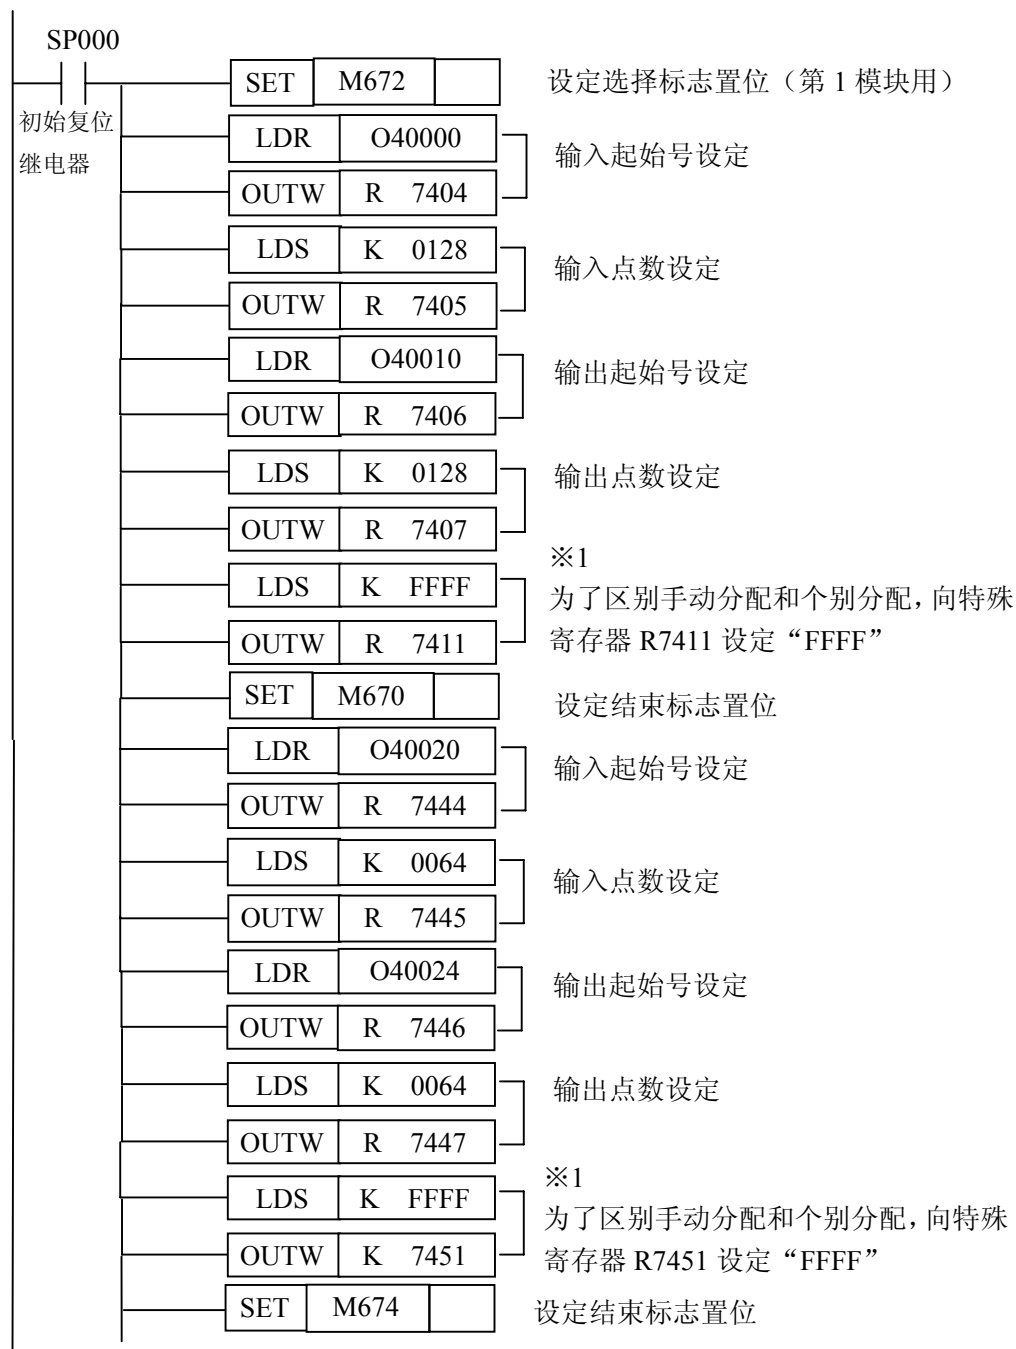 SP000
SET M672 设定选择标志置位（第 1 模块用）
初始复位
继电器
LDR O40000
输入起始号设定
OUTW R 7404
LDS K 0128
输入点数设定
OUTW R 7405
LDR O40010
输出起始号设定
OUTW R 7406
LDS K 0128
输出点数设定
OUTW R 7407
※1
LDS K FFFF
为了区别手动分配和个别分配，向特殊
寄存器 R7411 设定“FFFF”
OUTW R 7411
SET M670 设定结束标志置位
LDR O40020
输入起始号设定
OUTW R 7444
LDS K 0064
输入点数设定
OUTW R 7445
LDR O40024
输出起始号设定
OUTW R 7446
LDS K 0064
输出点数设定
OUTW R 7447
※1
LDS K FFFF
为了区别手动分配和个别分配，向特殊
寄存器 R7451 设定“FFFF”
OUTW K 7451
SET M674 设定结束标志置位